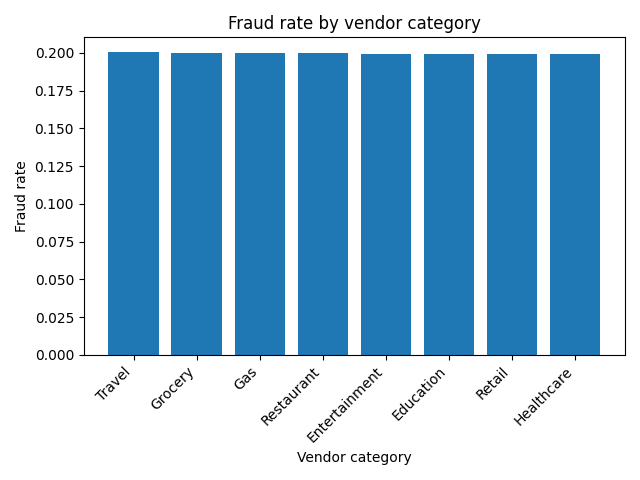 Fraud rate by vendor category
0.200
0.175
0.150
0.125
0.100
0.075
0.050
0.025
0.000
Fraud rate
Travel
Grocery
Gas
Restaurant
Entertainment
Education
Retail
Healthcare
Vendor category